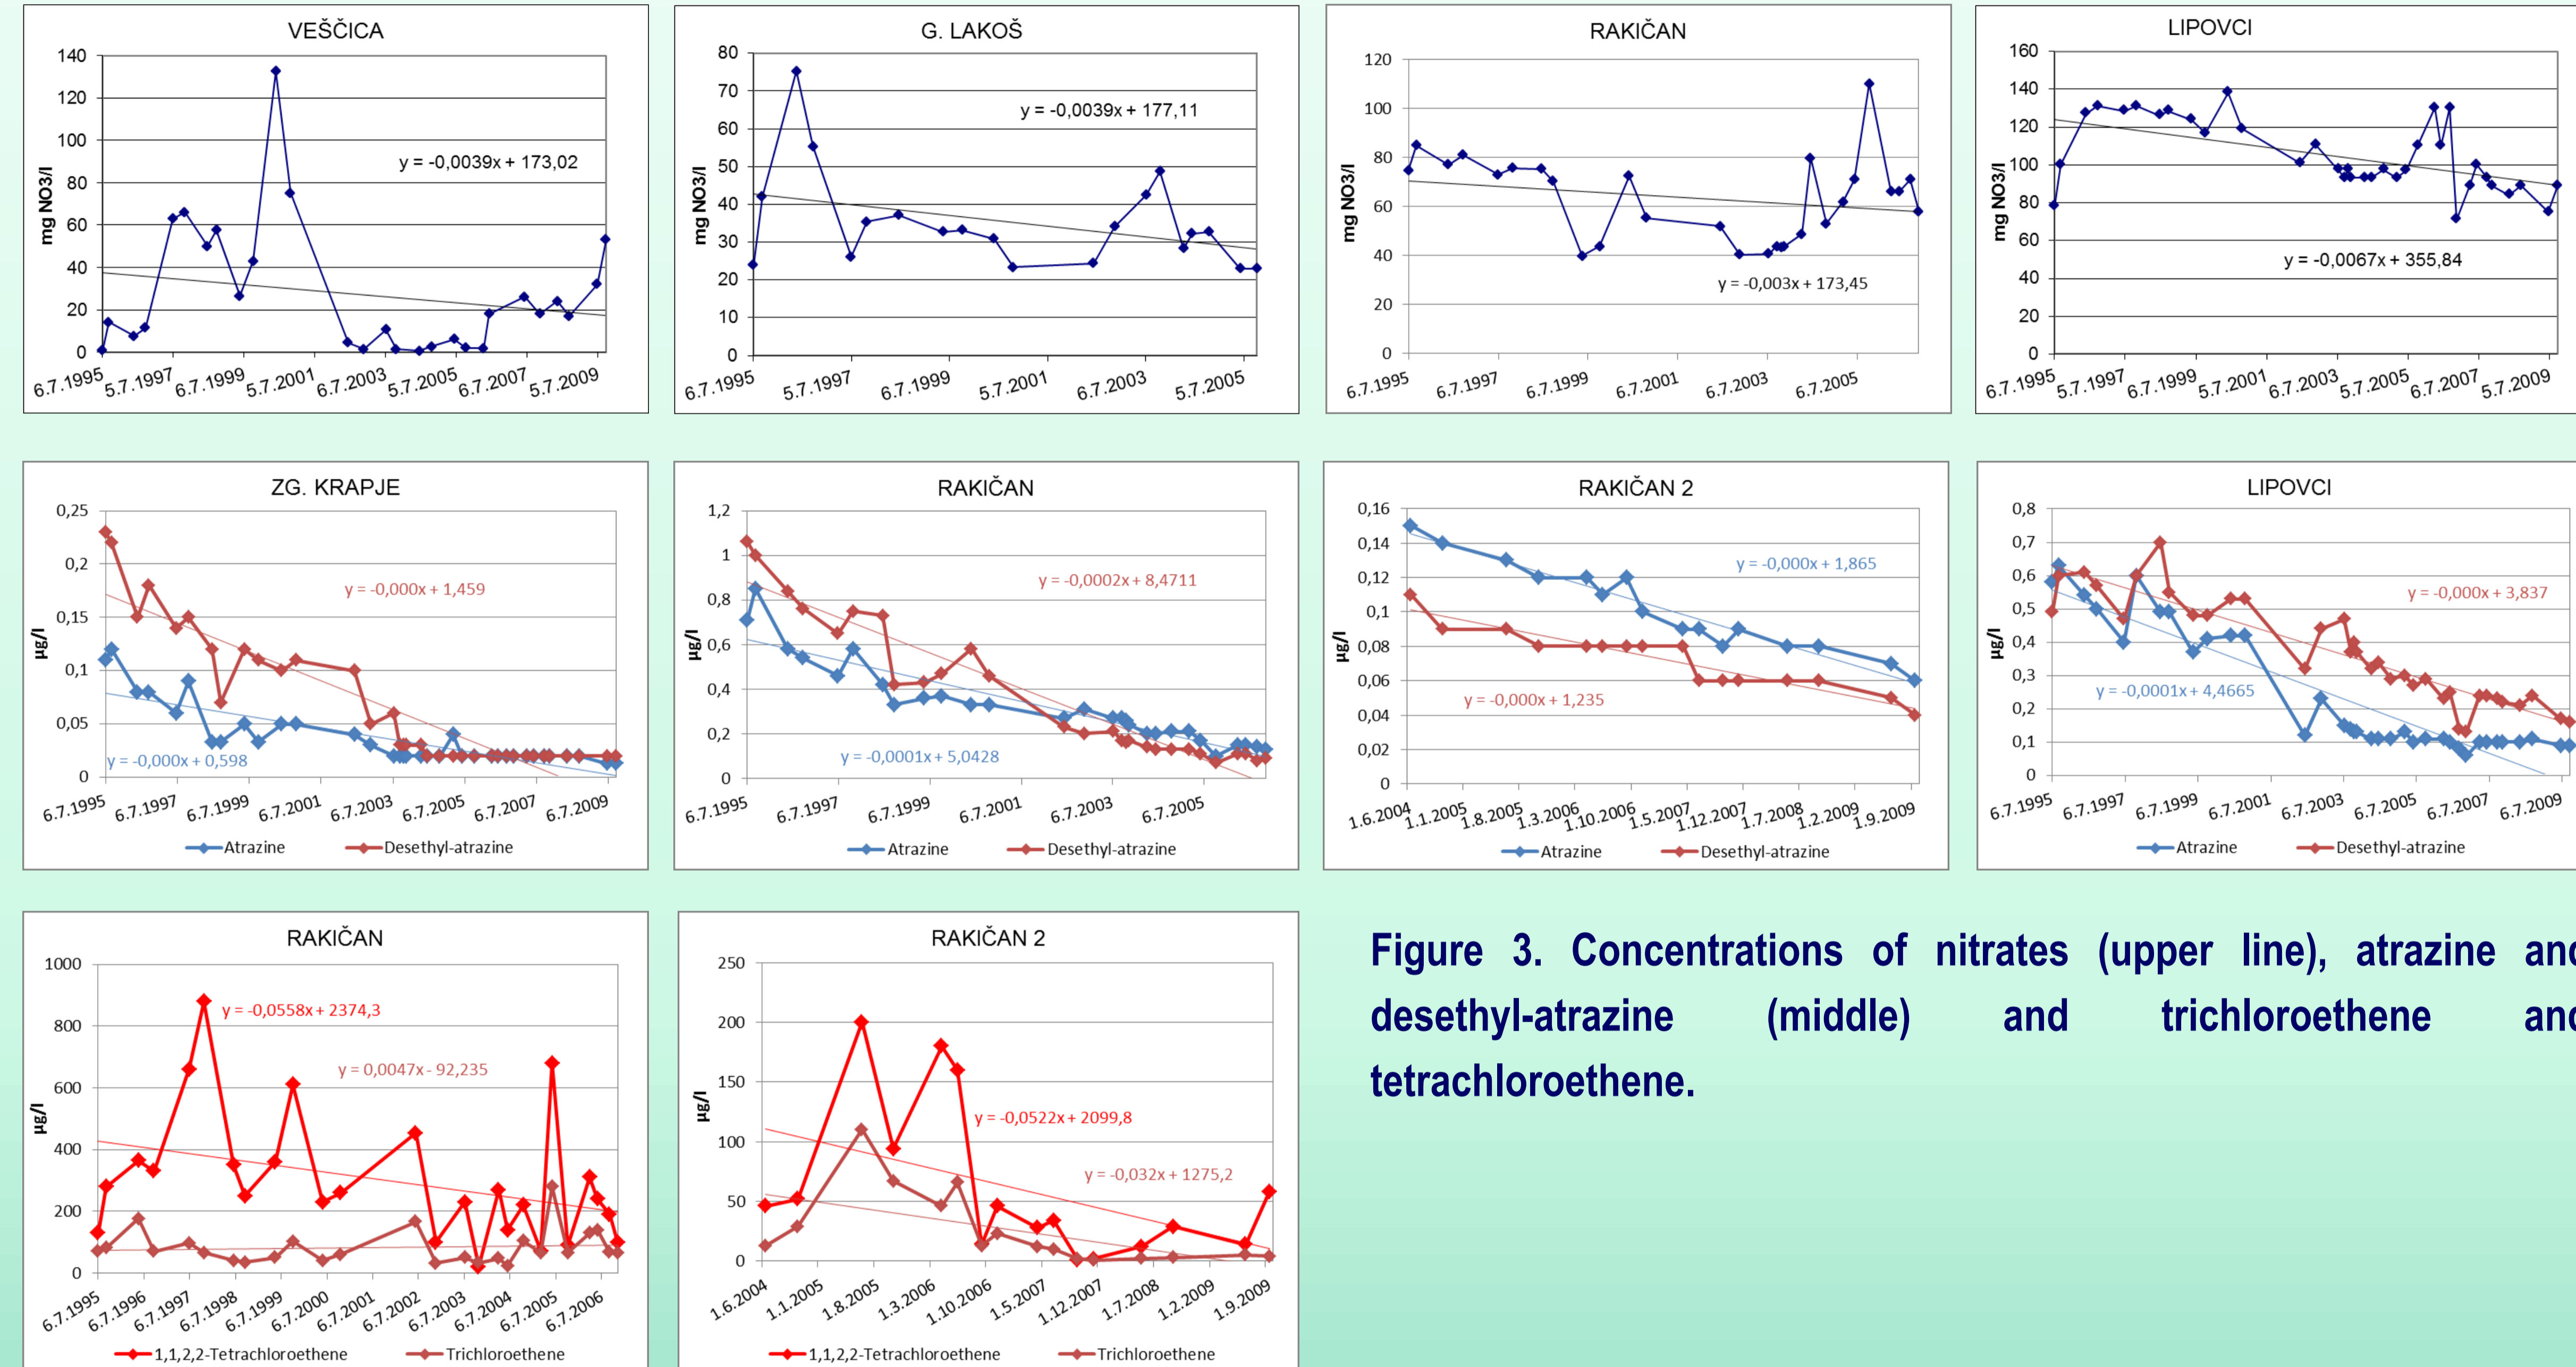 VEŠČICA
140
120
100
80
60
40
20
0
mg NO3/l
y = -0,0039x + 173,02
6.7.1995 5.7.1997 6.7.1999 5.7.2001 6.7.2003 5.7.2005 6.7.2007 5.7.2009
G. LAKOŠ
80
70
60
50
40
30
20
10
0
mg NO3/l
y = -0,0039x + 177,11
6.7.1995 5.7.1997 6.7.1999 5.7.2001 6.7.2003 5.7.2005
RAKIČAN
120
100
80
60
40
20
0
mg NO3/l
y = -0,003x + 173,45
6.7.1995 6.7.1997 6.7.1999 6.7.2001 6.7.2003 6.7.2005
LIPOVCI
160
140
120
100
80
60
40
20
0
mg NO3/l
y = -0,0067x + 355,84
6.7.1995 5.7.1997 6.7.1999 5.7.2001 6.7.2003 5.7.2005 6.7.2007 5.7.2009
ZG. KRAPJE
0,25
0,2
0,15
0,1
0,05
0
µg/l
y = -0,000x + 1,459
y = -0,000x + 0,598
6.7.1995 6.7.1997 6.7.1999 6.7.2001 6.7.2003 6.7.2005 6.7.2007 6.7.2009
Atrazine Desethyl-atrazine
RAKIČAN
1,2
1
0,8
0,6
0,4
0,2
0
µg/l
y = -0,0002x + 8,4711
y = -0,0001x + 5,0428
6.7.1995 6.7.1997 6.7.1999 6.7.2001 6.7.2003 6.7.2005
Atrazine Desethyl-atrazine
RAKIČAN 2
0,16
0,14
0,12
0,1
0,08
0,06
0,04
0,02
0
µg/l
y = -0,000x + 1,865
y = -0,000x + 1,235
1.6.2004 1.1.2005 1.8.2005 1.3.2006 1.10.2006 1.5.2007 1.12.2007 1.7.2008 1.2.2009 1.9.2009
Atrazine Desethyl-atrazine
LIPOVCI
0,8
0,7
0,6
0,5
0,4
0,3
0,2
0,1
0
µg/l
y = -0,000x + 3,837
y = -0,0001x + 4,4665
6.7.1995 6.7.1997 6.7.1999 6.7.2001 6.7.2003 6.7.2005 6.7.2007 6.7.2009
Atrazine Desethyl-atrazine
RAKIČAN
1000
800
600
400
200
0
µg/l
y = -0,0558x + 2374,3
y = 0,0047x - 92,235
6.7.1995 6.7.1996 6.7.1997 6.7.1998 6.7.1999 6.7.2000 6.7.2001 6.7.2002 6.7.2003 6.7.2004 6.7.2005 6.7.2006
1,1,2,2-Tetrachloroethene Trichloroethene
RAKIČAN 2
250
200
150
100
50
0
µg/l
y = -0,0522x + 2099,8
y = -0,032x + 1275,2
1.6.2004 1.1.2005 1.8.2005 1.3.2006 1.10.2006 1.5.2007 1.12.2007 1.7.2008 1.2.2009 1.9.2009
1,1,2,2-Tetrachloroethene Trichloroethene
Figure 3. Concentrations of nitrates (upper line), atrazine and
desethyl-atrazine (middle) and trichloroethene and
tetrachloroethene.